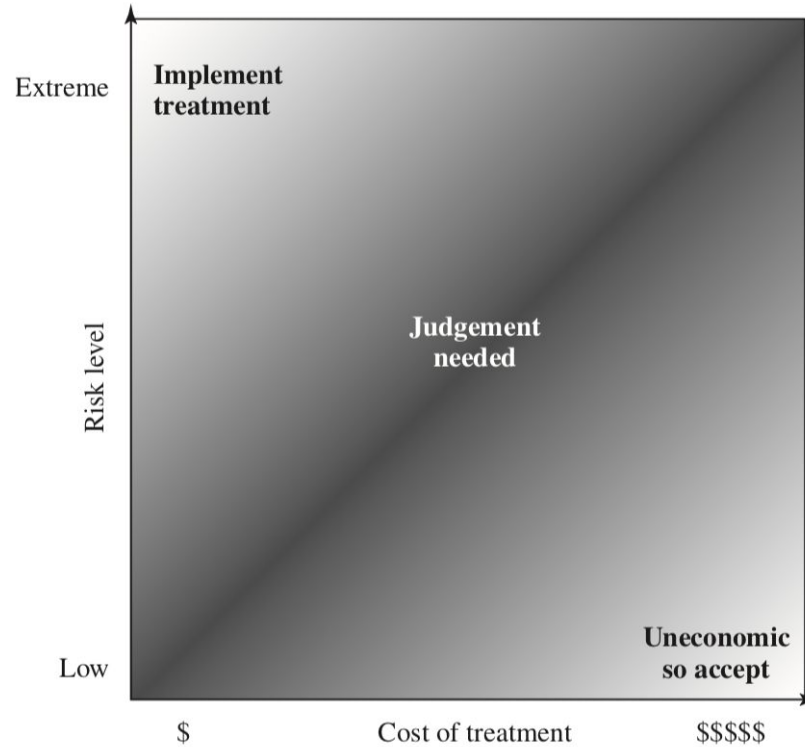 Extreme
Implement
treatment
Judgement
needed
Risk level
Uneconomic
so accept
Low
$
Cost of treatment
$$$$$